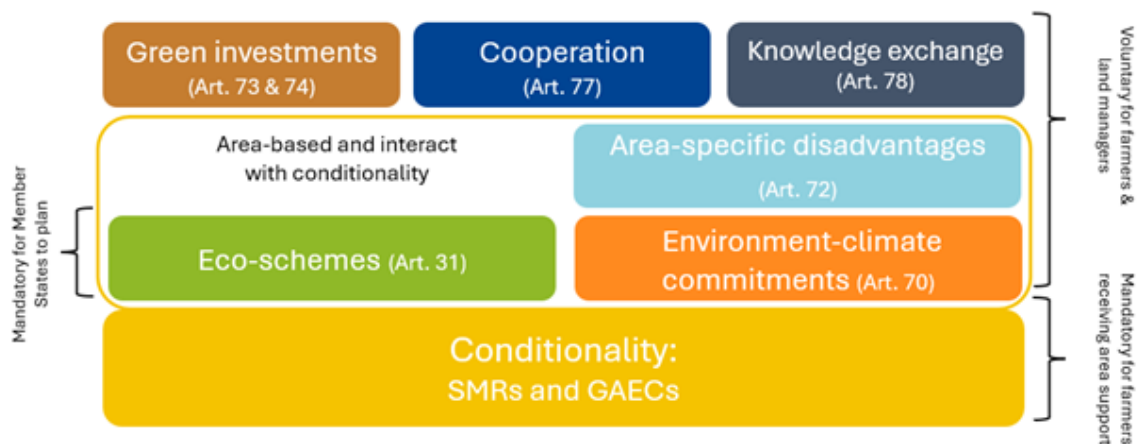 Green investments
(Art. 73 & 74)
Cooperation
(Art. 77)
Knowledge exchange
(Art. 78)
Voluntary for farmers &
land managers
Area-based and interact
with conditionality
Area-specific disadvantages
(Art. 72)
Mandatory for Member
States to plan
Eco-schemes (Art. 31)
Environment-climate
commitments (Art. 70)
Conditionality:
SMRs and GAECs
Mandatory for farmers
receiving area support